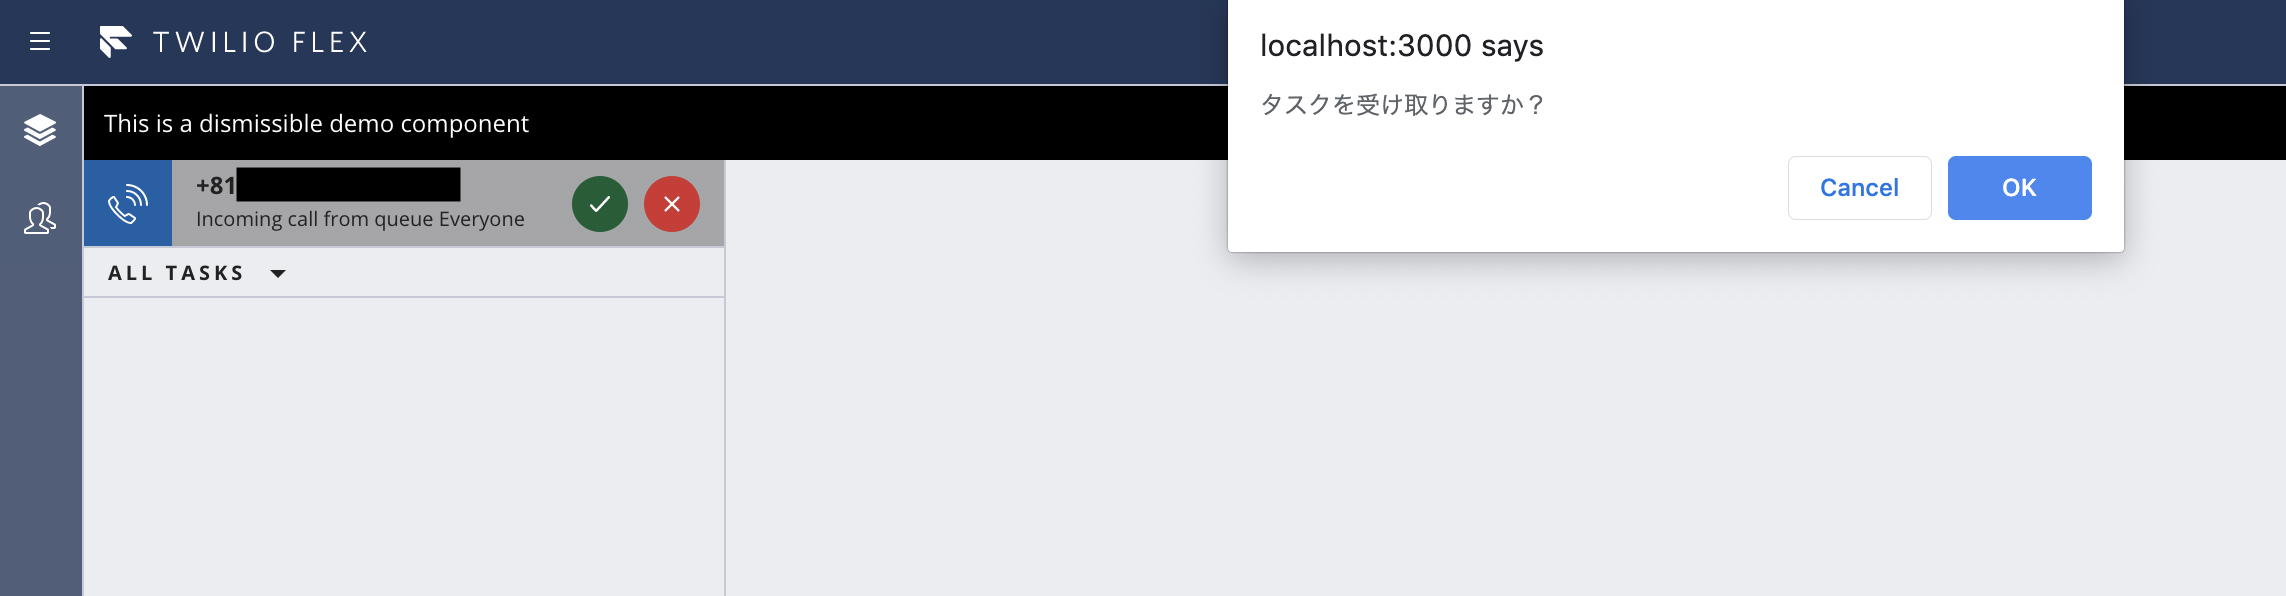 TWILIO FLEX
localhost:3000 says
タスクを受け取りますか？
Cancel
OK
This is a dismissible demo component
+81
Incoming call from queue Everyone
ALL TASKS